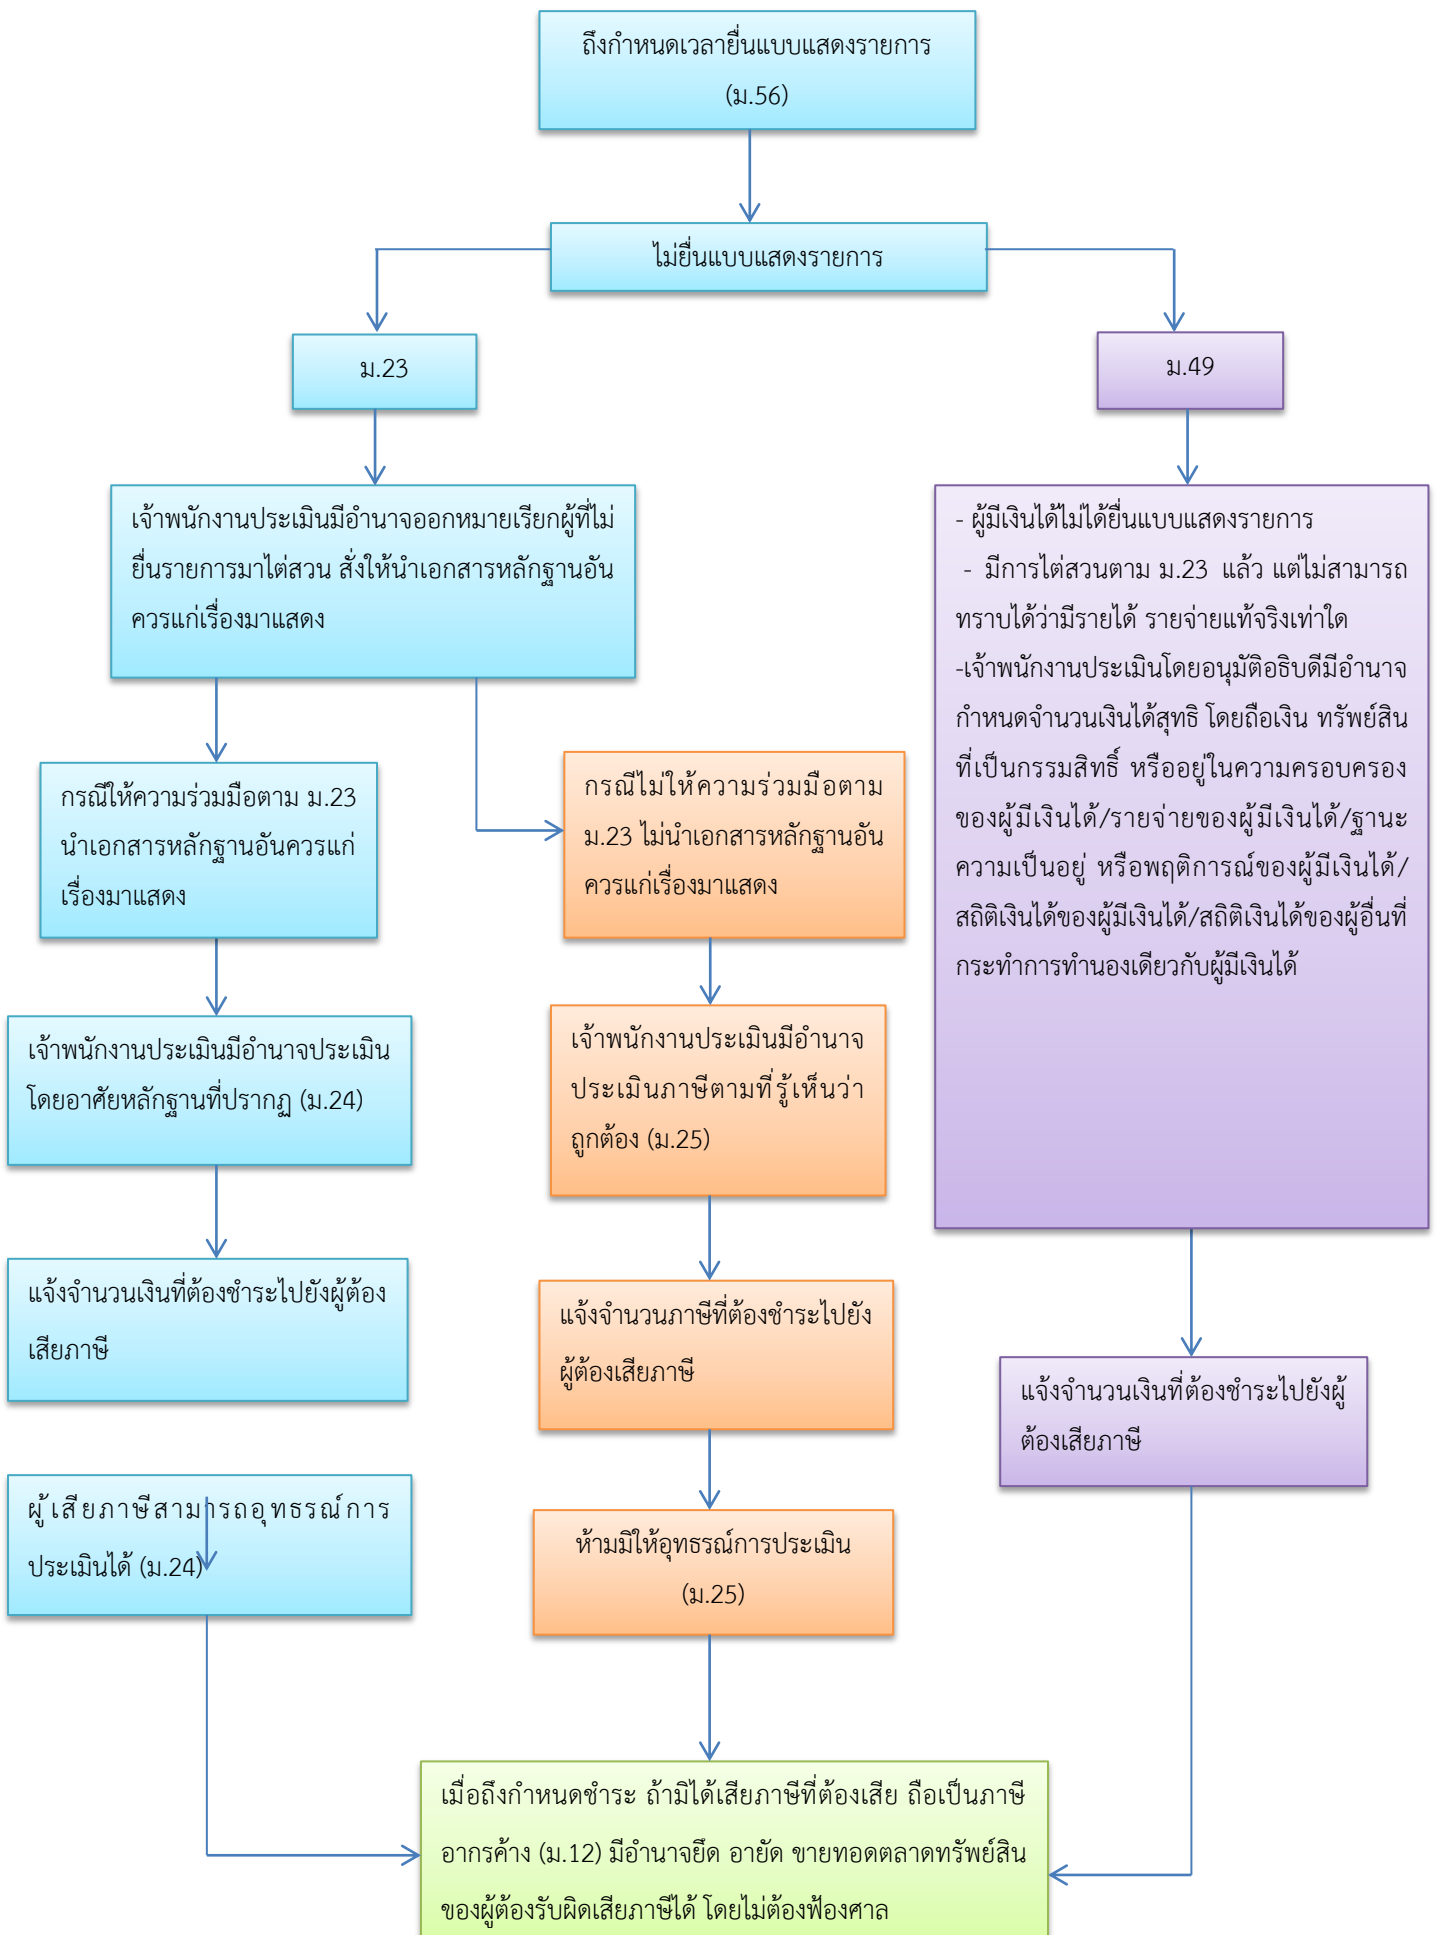 ถึงกำหนดเวลายื่นแบบแสดงรายการ
(ม.56)
ไม่ยื่นแบบแสดงรายการ
ม.23
ม.49
เจ้าพนักงานประเมินมีอำนาจออกหมายเรียกผู้ที่ไม่
ยื่นรายการมาไต่สวน สั่งให้นำเอกสารหลักฐานอัน
ควรแก่เรื่องมาแสดง
- ผู้มีเงินได้ไม่ได้ยื่นแบบแสดงรายการ
- มีการไต่สวนตาม ม.23 แล้ว แต่ไม่สามารถ
ทราบได้ว่ามีรายได้ รายจ่ายแท้จริงเท่าใด
-เจ้าพนักงานประเมินโดยอนุมัติอธิบดีมีอำนาจ
กำหนดจำนวนเงินได้สุทธิ โดยถือเงิน ทรัพย์สิน
ที่เป็นกรรมสิทธิ์ หรืออยู่ในความครอบครอง
ของผู้มีเงินได้/รายจ่ายของผู้มีเงินได้/ฐานะ
ความเป็นอยู่ หรือพฤติการณ์ของผู้มีเงินได้/
สถิติเงินได้ของผู้มีเงินได้/สถิติเงินได้ของผู้อื่นที่
กระทำการทำนองเดียวกับผู้มีเงินได้
กรณีให้ความร่วมมือตาม ม.23
นำเอกสารหลักฐานอันควรแก่
เรื่องมาแสดง
กรณีไม่ให้ความร่วมมือตาม
ม.23 ไม่นำเอกสารหลักฐานอัน
ควรแก่เรื่องมาแสดง
เจ้าพนักงานประเมินมีอำนาจประเมิน
โดยอาศัยหลักฐานที่ปรากฏ (ม.24)
เจ้าพนักงานประเมินมีอำนาจ
ประเมินภาษีตามที่รู้เห็นว่า
ถูกต้อง (ม.25)
แจ้งจำนวนเงินที่ต้องชำระไปยังผู้ต้อง
เสียภาษี
แจ้งจำนวนภาษีที่ต้องชำระไปยัง
ผู้ต้องเสียภาษี
แจ้งจำนวนเงินที่ต้องชำระไปยังผู้
ต้องเสียภาษี
ผู้เสียภาษีสามารถอุทธรณ์การ
ประเมินได้ (ม.24)
ห้ามมิให้อุทธรณ์การประเมิน
(ม.25)
เมื่อถึงกำหนดชำระ ถ้ามิได้เสียภาษีที่ต้องเสีย ถือเป็นภาษี
อากรค้าง (ม.12) มีอำนาจยึด อายัด ขายทอดตลาดทรัพย์สิน
ของผู้ต้องรับผิดเสียภาษีได้ โดยไม่ต้องฟ้องศาล